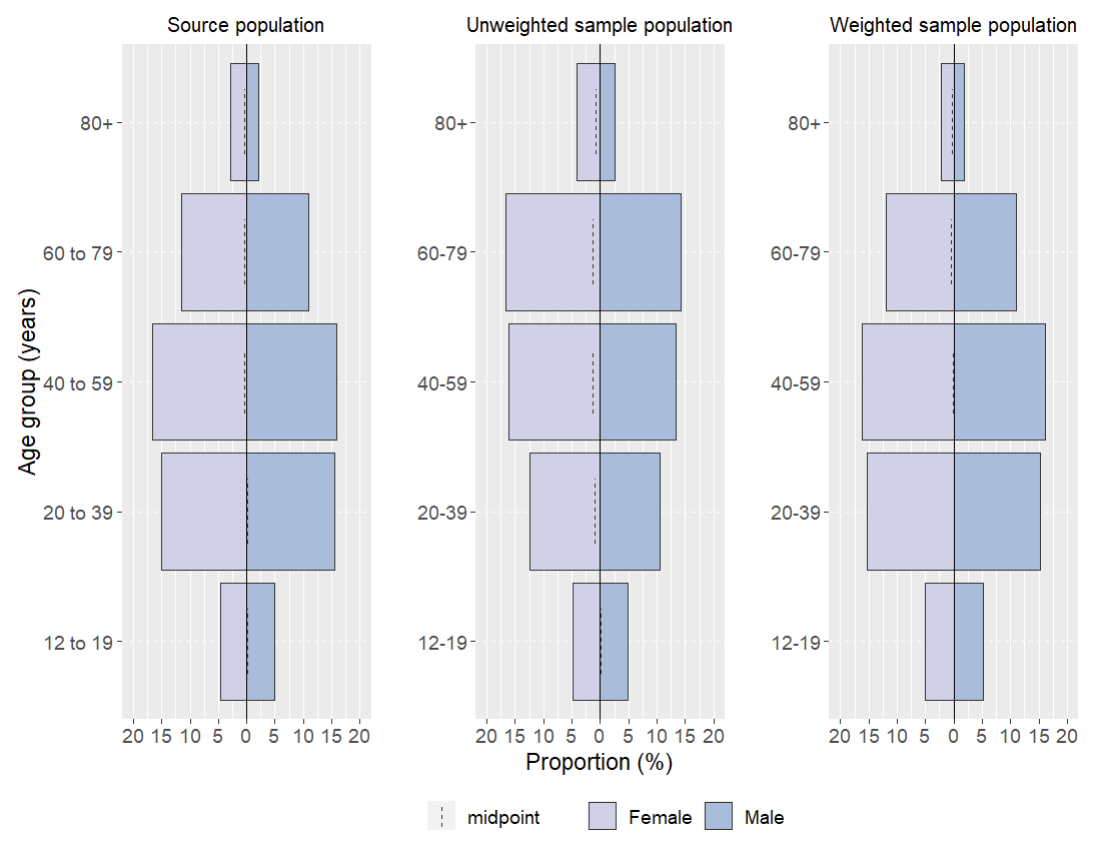 Source population
Unweighted sample population
Weighted sample population
Age group (years)
80+
60 to 79
40 to 59
20 to 39
12 to 19
20 15 10 5 0 5 10 15 20
80+
60-79
40-59
20-39
12-19
20 15 10 5 0 5 10 15 20
80+
60-79
40-59
20-39
12-19
20 15 10 5 0 5 10 15 20
Proportion (%)
midpoint Female Male